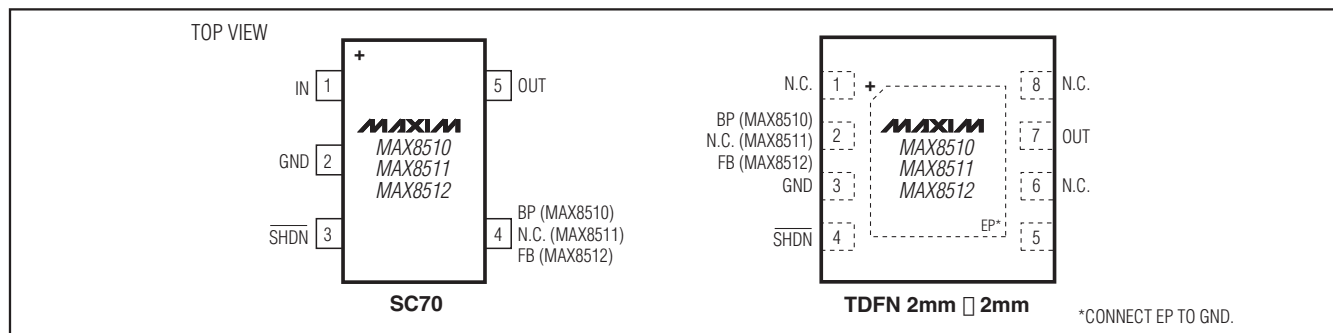 TOP VIEW
+
IN 1
5 OUT
MAXIM
MAX8510
MAX8511
MAX8512
GND 2
SHDN 3
4
BP (MAX8510)
N.C. (MAX8511)
FB (MAX8512)
SC70
N.C. 1
+
8 N.C.
BP (MAX8510)
N.C. (MAX8511)
FB (MAX8512)
2
MAXIM
MAX8510
MAX8511
MAX8512
7 OUT
GND 3
6 N.C.
SHDN 4
EP*
5
TDFN 2mm □ 2mm
*CONNECT EP TO GND.